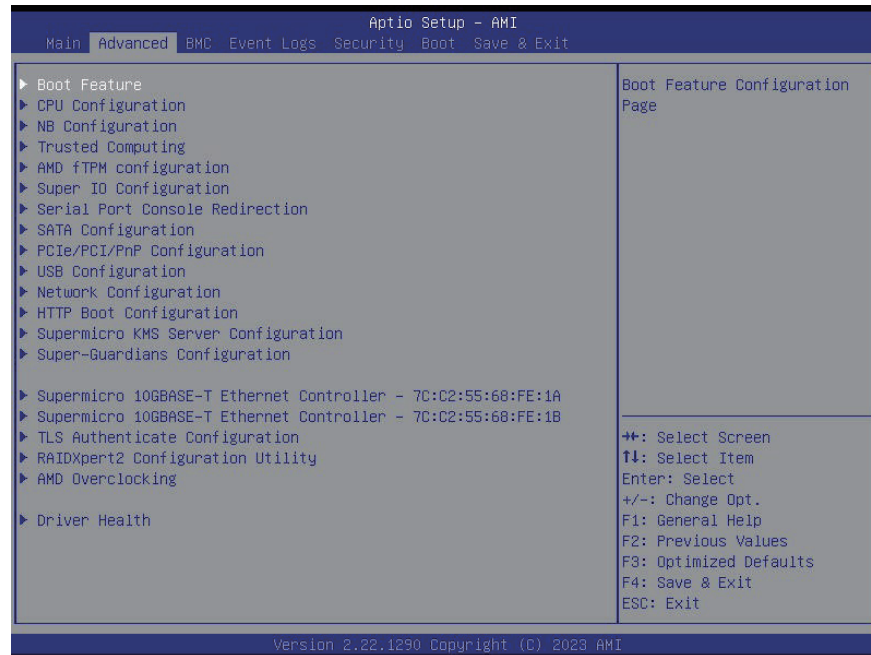 Aptio Setup – AMI
Main Advanced BMC Event Logs Security Boot Save & Exit
▶ Boot Feature
▶ CPU Configuration
▶ NB Configuration
▶ Trusted Computing
▶ AMD fTPM configuration
▶ Super IO Configuration
▶ Serial Port Console Redirection
▶ SATA Configuration
▶ PCIe/PCI/PnP Configuration
▶ USB Configuration
▶ Network Configuration
▶ HTTP Boot Configuration
▶ Supermicro KMS Server Configuration
▶ Super-Guardians Configuration
▶ Supermicro 10GBASE-T Ethernet Controller – 7C:C2:55:68:FE:1A
▶ Supermicro 10GBASE-T Ethernet Controller – 7C:C2:55:68:FE:1B
▶ TLS Authenticate Configuration
▶ RAIDXpert2 Configuration Utility
▶ AMD Overclocking
▶ Driver Health
Boot Feature Configuration
Page
→←: Select Screen
↑↓: Select Item
Enter: Select
+/-: Change Opt.
F1: General Help
F2: Previous Values
F3: Optimized Defaults
F4: Save & Exit
ESC: Exit
Version 2.22.1290 Copyright (C) 2023 AMI